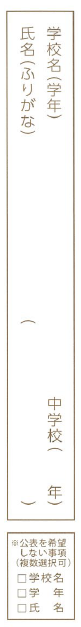 学校名(学年)　　中学校(　　年)
氏名(ふりがな)　　(　　)
※公表を希望
しない事項
(複数選択可)
□学校名
□学　年
□氏　名